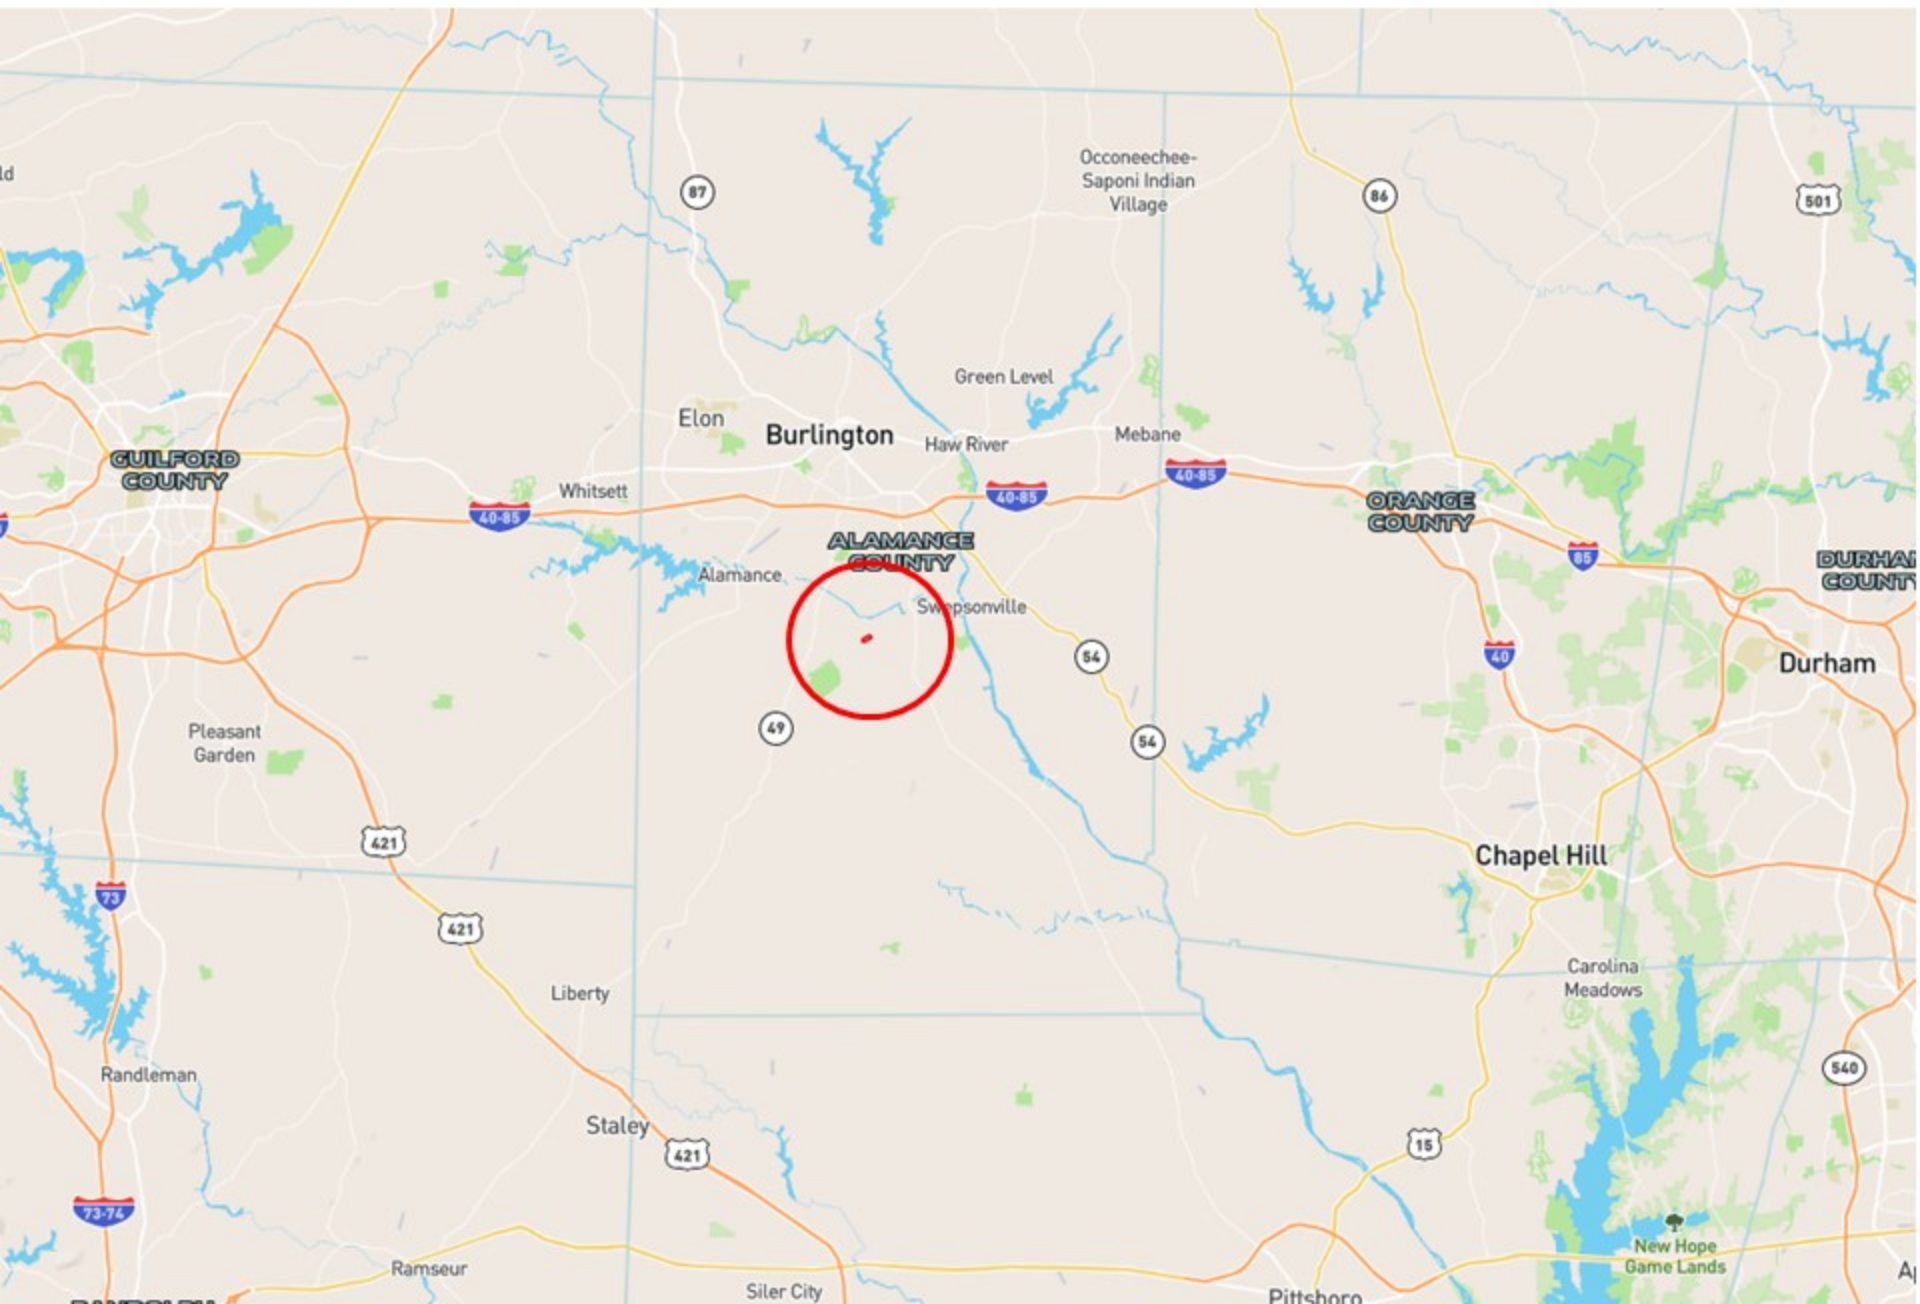 87
Occoneechee-
Saponi Indian
Village
86
501
ld
Green Level
Elon
Burlington
Haw River
Mebane
GUILFORD
COUNTY
Whitsett
40-85
40-85
40-85
ORANGE
COUNTY
ALAMANCE
COUNTY
85
DURHAM
COUNTY
Alamance
Swepsonville
54
40
Durham
49
Pleasant
Garden
54
421
Chapel Hill
73
421
Liberty
Carolina
Meadows
Randleman
540
Staley
421
15
73-74
New Hope
Game Lands
Ramseur
Siler City
Pittsboro